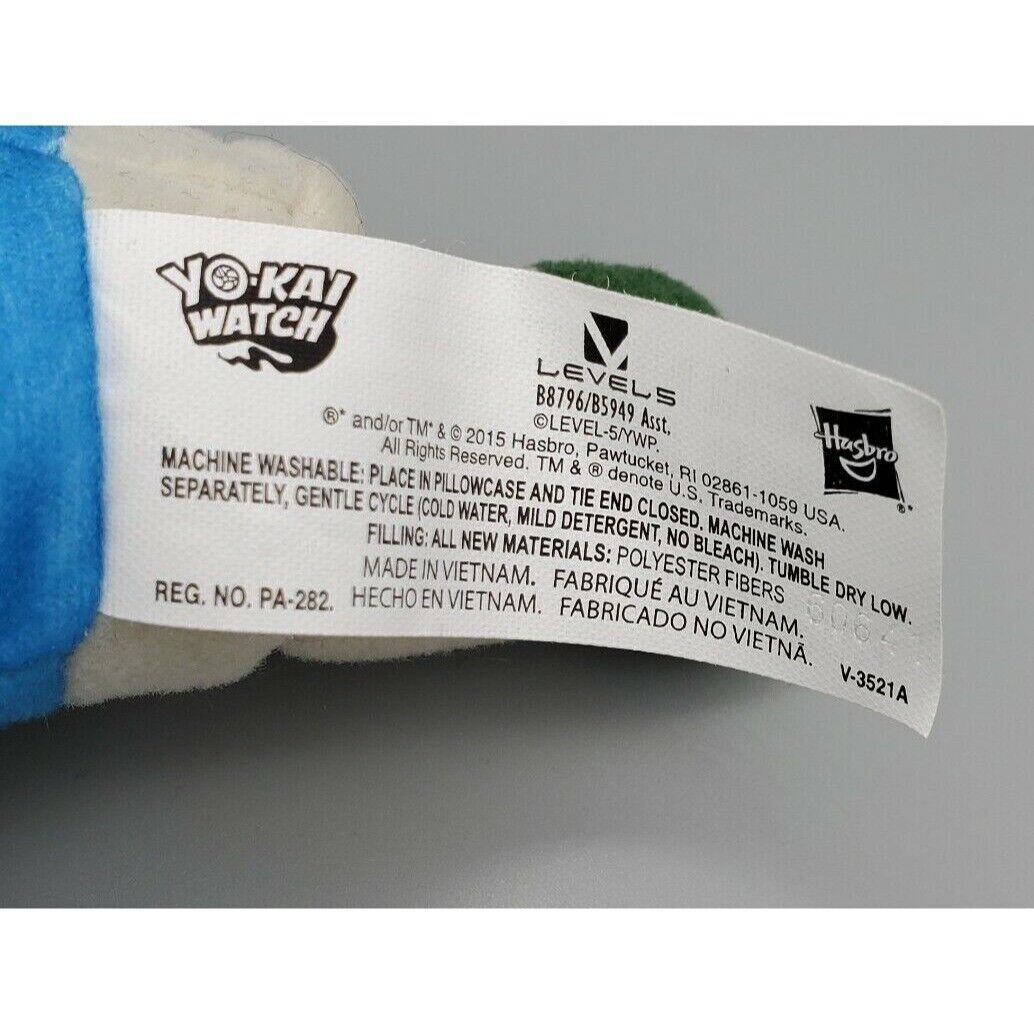 YO-KAI
WATCH
LEVEL5
B8796/B5949 Asst.
©LEVEL-5/YWP.
Hasbro
®* and/or TM* & © 2015 Hasbro, Pawtucket, RI 02861-1059 USA.
All Rights Reserved. TM & ® denote U.S. Trademarks.
MACHINE WASHABLE: PLACE IN PILLOWCASE AND TIE END CLOSED. MACHINE WASH
SEPARATELY, GENTLE CYCLE (COLD WATER, MILD DETERGENT, NO BLEACH). TUMBLE DRY LOW.
FILLING: ALL NEW MATERIALS: POLYESTER FIBERS
MADE IN VIETNAM. FABRIQUÉ AU VIETNAM.
REG. NO. PA-282. HECHO EN VIETNAM. FABRICADO NO VIETNÃ.
V-3521A